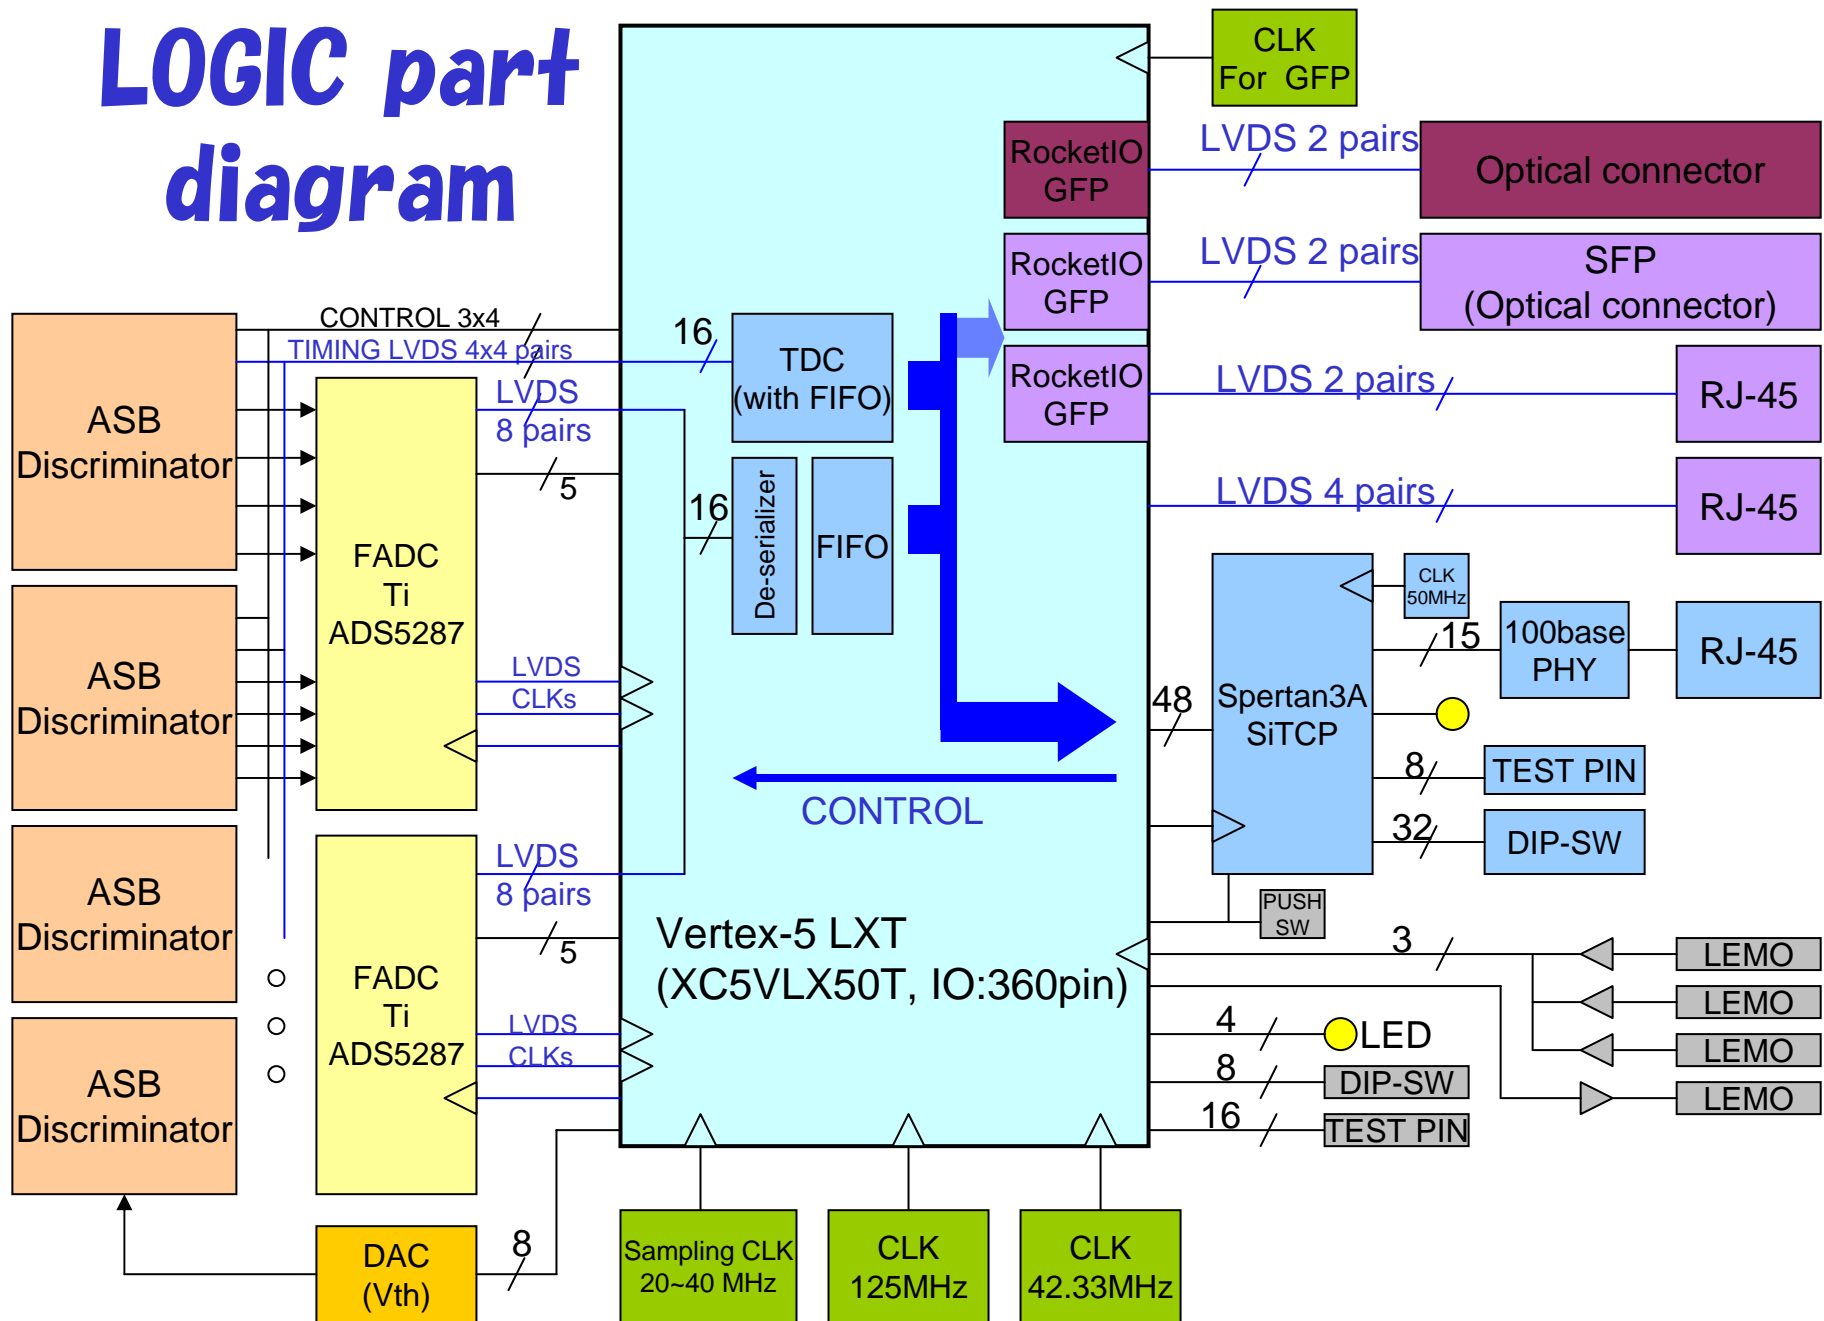 LOGIC part
diagram
CLK
For GFP
RocketIO
GFP
LVDS 2 pairs
Optical connector
RocketIO
GFP
LVDS 2 pairs
SFP
(Optical connector)
RocketIO
GFP
LVDS 2 pairs
RJ-45
LVDS 4 pairs
RJ-45
CONTROL 3x4
TIMING LVDS 4x4 pairs
16
TDC
(with FIFO)
ASB
Discriminator
LVDS
8 pairs
5
FADC
Ti
ADS5287
16
De-serializer
FIFO
ASB
Discriminator
LVDS
CLKs
CONTROL
48
Spertan3A
SiTCP
CLK
50MHz
15
100base
PHY
RJ-45
8
TEST PIN
32
DIP-SW
PUSH
SW
ASB
Discriminator
LVDS
8 pairs
5
FADC
Ti
ADS5287
LVDS
CLKs
Vertex-5 LXT
(XC5VLX50T, IO:360pin)
3
LEMO
LEMO
LEMO
LEMO
4
LED
8
DIP-SW
16
TEST PIN
ASB
Discriminator
DAC
(Vth)
8
Sampling CLK
20~40 MHz
CLK
125MHz
CLK
42.33MHz